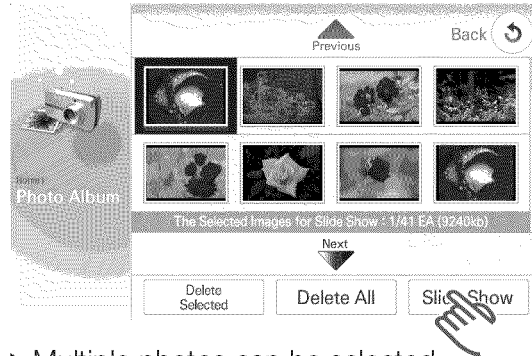 Previous
Back
Home\
Photo Album
The Selected Images for Slide Show : 1/41 EA (9240kb)
Next
Delete Selected
Delete All
Slide Show
Multiple photos can be selected